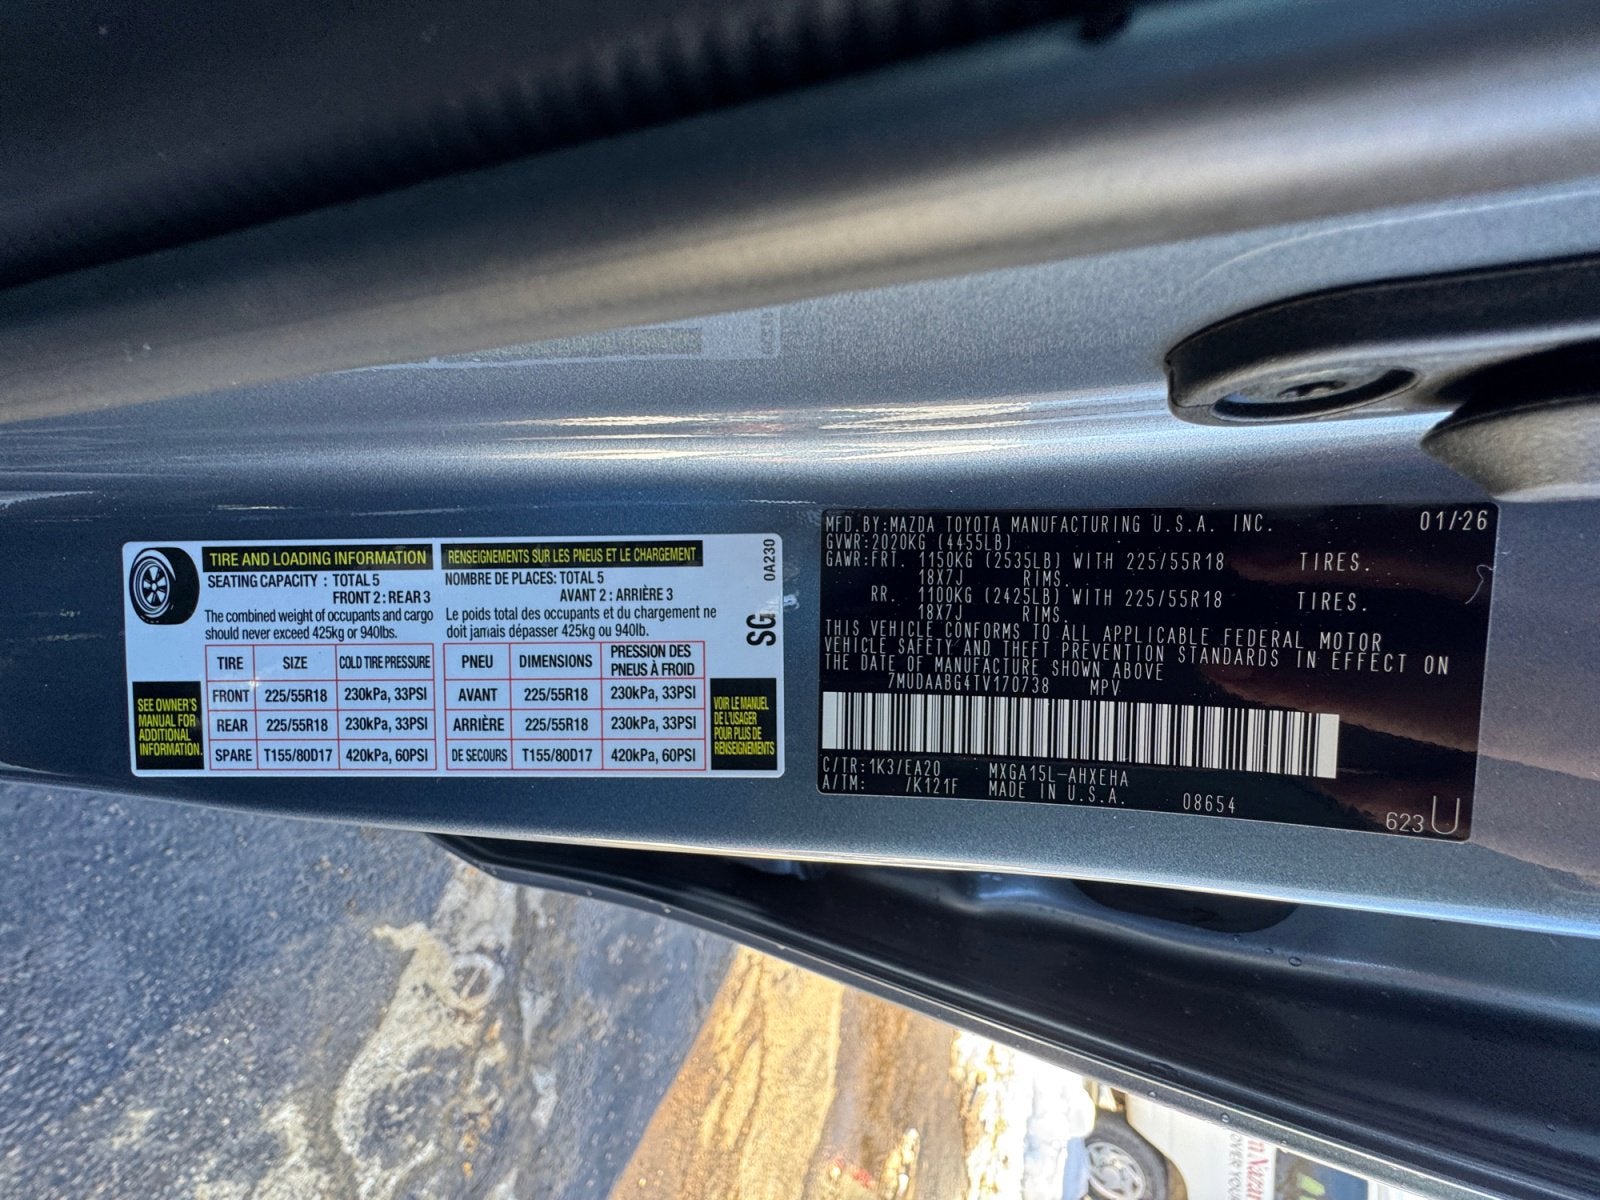 TIRE AND LOADING INFORMATION
SEATING CAPACITY : TOTAL 5
FRONT 2 : REAR 3
The combined weight of occupants and cargo
should never exceed 425kg or 940lbs.
TIRE SIZE COLD TIRE PRESSURE
FRONT 225/55R18 230kPa, 33PSI
REAR 225/55R18 230kPa, 33PSI
SPARE T155/80D17 420kPa, 60PSI
SEE OWNER'S
MANUAL FOR
ADDITIONAL
INFORMATION.
RENSEIGNEMENTS SUR LES PNEUS ET LE CHARGEMENT
NOMBRE DE PLACES: TOTAL 5
AVANT 2 : ARRIÈRE 3
Le poids total des occupants et du chargement ne
doit jamais dépasser 425kg ou 940lb.
PNEU DIMENSIONS PRESSION DES
PNEUS À FROID
AVANT 225/55R18 230kPa, 33PSI
ARRIÈRE 225/55R18 230kPa, 33PSI
DE SECOURS T155/80D17 420kPa, 60PSI
VOIR LE MANUEL
DE L'USAGER
POUR PLUS DE
RENSEIGNEMENTS
SG
0A230
MFD.BY:MAZDA TOYOTA MANUFACTURING U.S.A. INC. 01/26
GVWR:2020KG (4455LB)
GAWR:FRT. 1150KG (2535LB) WITH 225/55R18 TIRES.
18X7J RIMS.
RR. 1100KG (2425LB) WITH 225/55R18 TIRES.
18X7J RIMS.
THIS VEHICLE CONFORMS TO ALL APPLICABLE FEDERAL MOTOR
VEHICLE SAFETY AND THEFT PREVENTION STANDARDS IN EFFECT ON
THE DATE OF MANUFACTURE SHOWN ABOVE
7MUDAABG4TV170738 MPV
C/TR:1K3/EA20 MXGA15L-AHXEHA
A/TM: /K121F MADE IN U.S.A. 08654
623 U